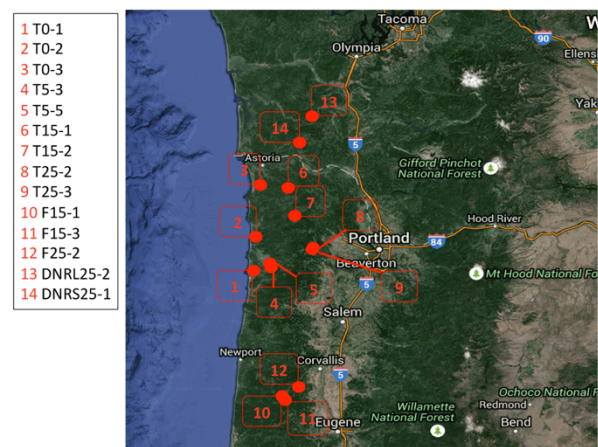 1 T0-1
2 T0-2
3 T0-3
4 T5-3
5 T5-5
6 T15-1
7 T15-2
8 T25-2
9 T25-3
10 F15-1
11 F15-3
12 F25-2
13 DNRL25-2
14 DNRS25-1
Tacoma
W
90
Olympia
Ellens
13
Yak
14
5
Astoria
3
6
Gifford Pinchot
National Forest
7
8
2
Hood River
Portland
84
Beaverton
Mt Hood National Fo
1
4
5
5
9
Salem
Newport
12
Corvallis
5
Ochoco National F
10
11
Eugene
Willamette
National Forest
Redmond
Bend